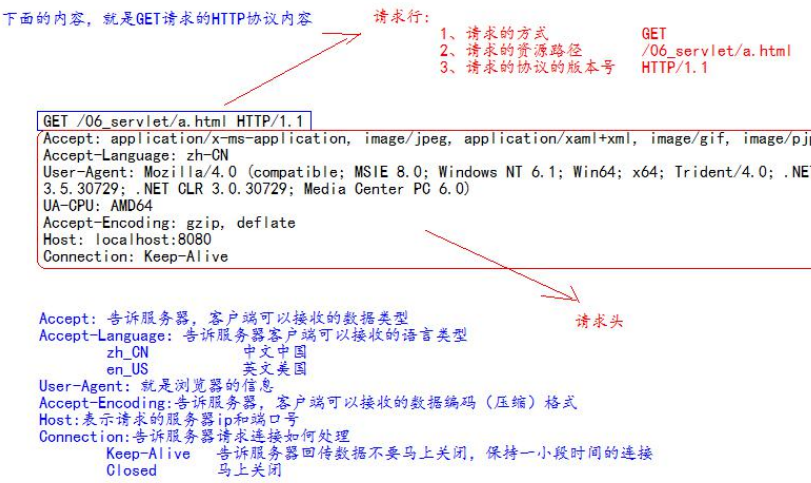 下面的内容，就是GET请求的HTTP协议内容
请求行：
1、请求的方式 GET
2、请求的资源路径 /06_servlet/a.html
3、请求的协议的版本号 HTTP/1.1
GET /06_servlet/a.html HTTP/1.1
Accept: application/x-ms-application, image/jpeg, application/xaml+xml, image/gif, image/pj
Accept-Language: zh-CN
User-Agent: Mozilla/4.0 (compatible; MSIE 8.0; Windows NT 6.1; Win64; x64; Trident/4.0; .NE
3.5.30729; .NET CLR 3.0.30729; Media Center PC 6.0)
UA-CPU: AMD64
Accept-Encoding: gzip, deflate
Host: localhost:8080
Connection: Keep-Alive
请求头
Accept: 告诉服务器，客户端可以接收的数据类型
Accept-Language: 告诉服务器客户端可以接收的语言类型
zh_CN 中文中国
en_US 英文美国
User-Agent: 就是浏览器的信息
Accept-Encoding:告诉服务器，客户端可以接收的数据编码（压缩）格式
Host:表示请求的服务器ip和端口号
Connection:告诉服务器请求连接如何处理
Keep-Alive 告诉服务器回传数据不要马上关闭，保持一小段时间的连接
Closed 马上关闭